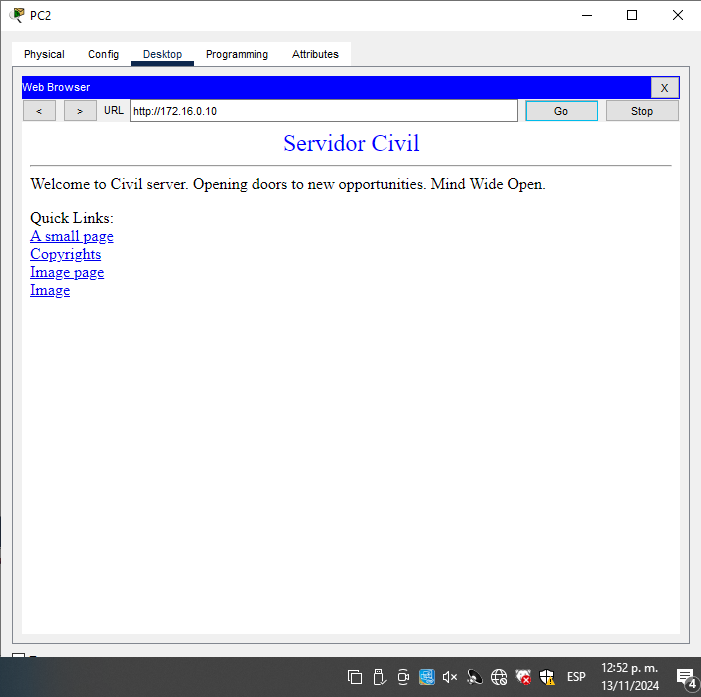 PC2
Physical Config Desktop Programming Attributes
Web Browser X
< > URL http://172.16.0.10 Go Stop
Servidor Civil
Welcome to Civil server. Opening doors to new opportunities. Mind Wide Open.
Quick Links:
A small page
Copyrights
Image page
Image
ESP
12:52 p. m.
13/11/2024
4